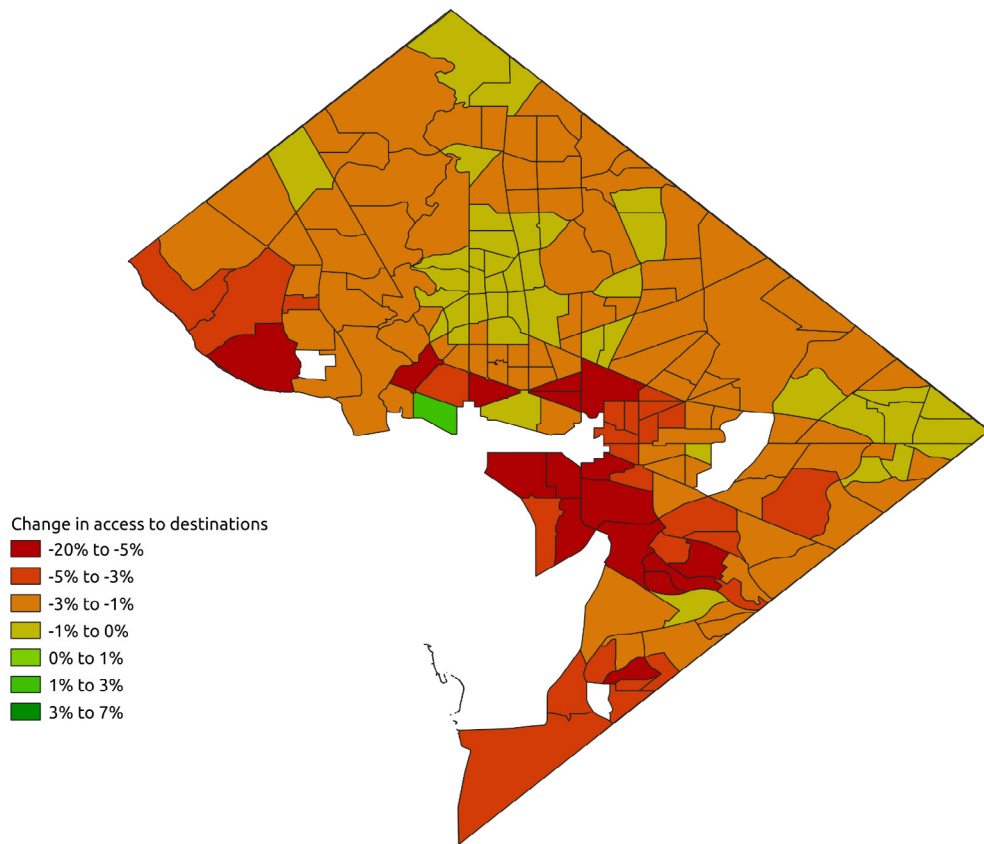 Change in access to destinations
-20% to -5%
-5% to -3%
-3% to -1%
-1% to 0%
0% to 1%
1% to 3%
3% to 7%